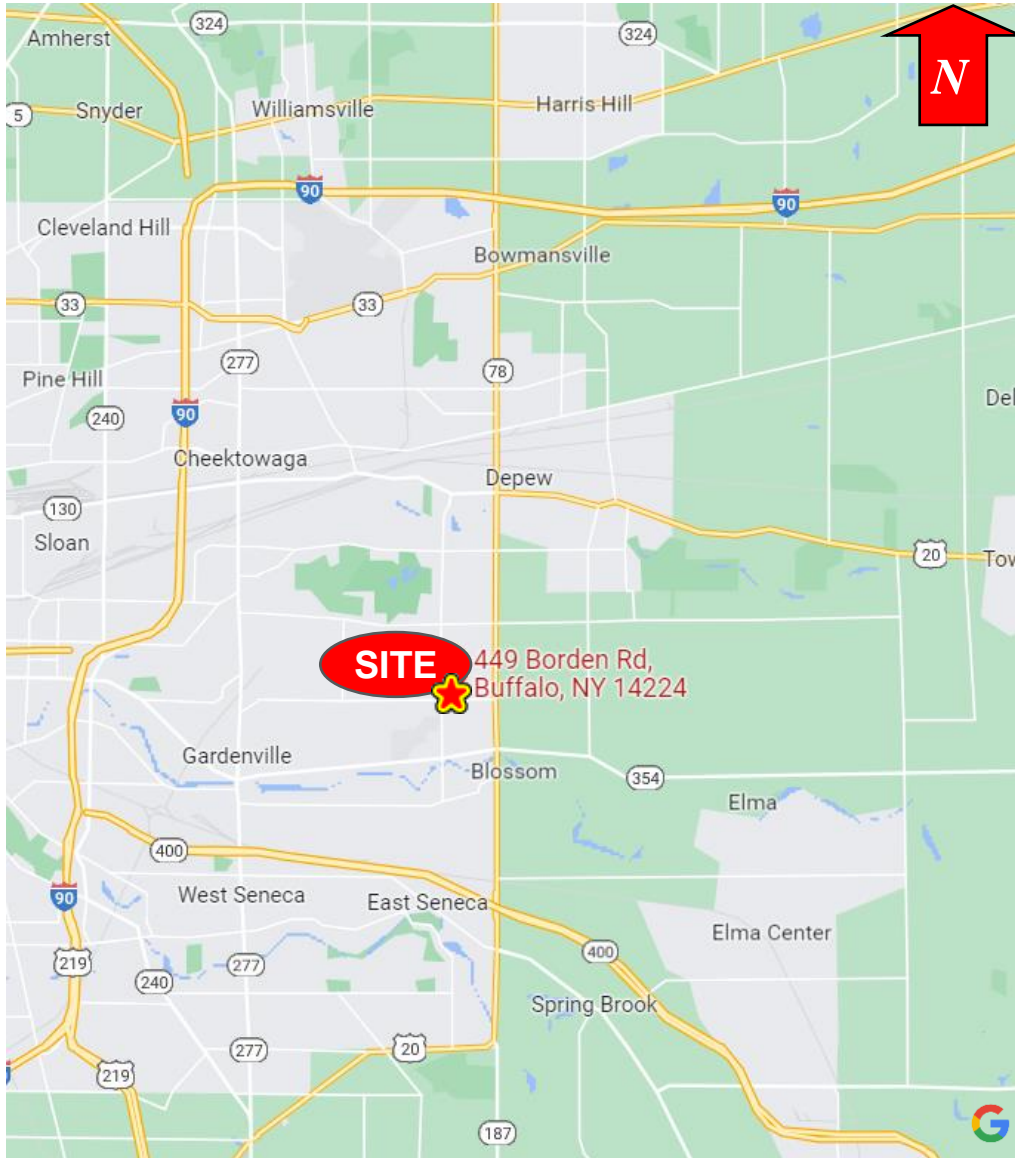 324
Amherst
324
N
5
Snyder
Williamsville
Harris Hill
90
90
Cleveland Hill
Bowmansville
33
33
277
78
Pine Hill
Del
240
90
Cheektowaga
Depew
130
Sloan
20
Tow
SITE
449 Borden Rd,
Buffalo, NY 14224
Gardenville
Blossom
354
Elma
400
90
West Seneca
East Seneca
Elma Center
219
277
400
240
Spring Brook
277
20
219
187
G